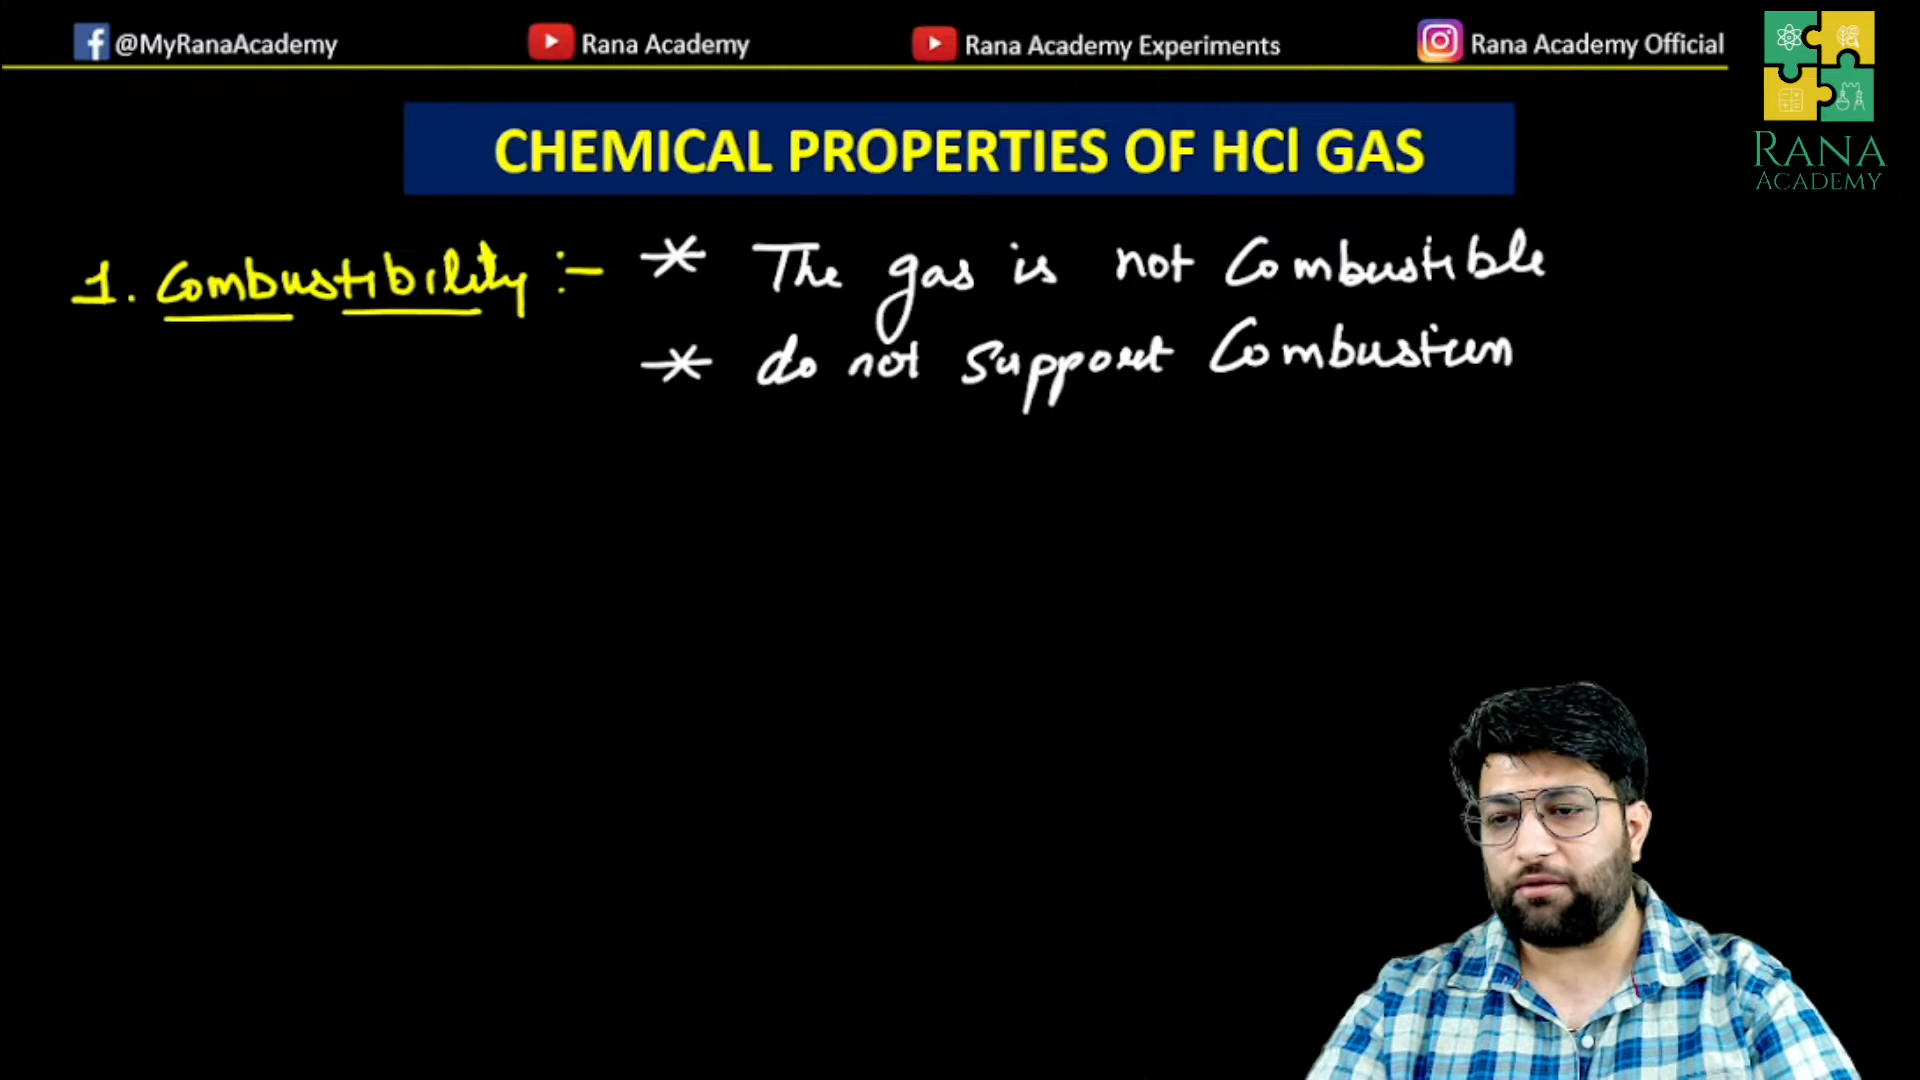 @MyRanaAcademy
Rana Academy
Rana Academy Experiments
Rana Academy Official
RANA
ACADEMY
CHEMICAL PROPERTIES OF HCl GAS
1. Combustibility :- * The gas is not Combustible
* do not support Combustion